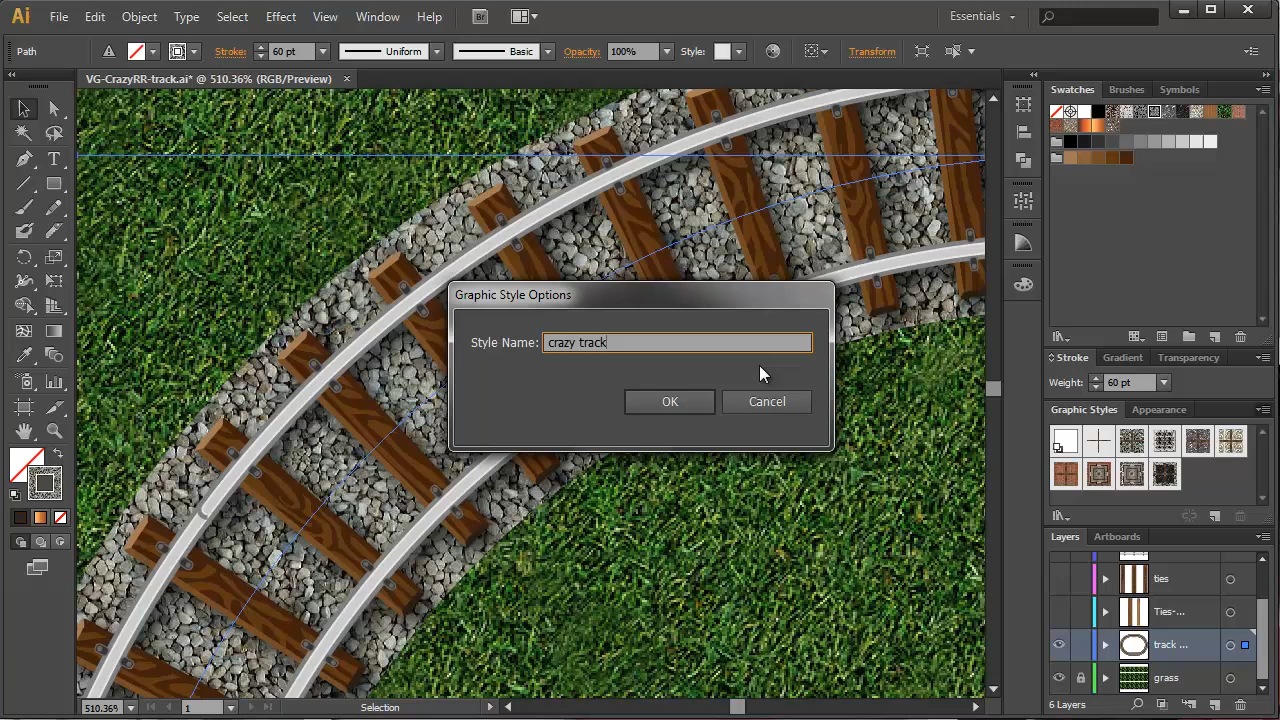 Ai File Edit Object Type Select Effect View Window Help Br Essentials
Path Stroke: 60 pt Uniform Basic Opacity: 100% Style: Transform
VG-CrazyRR-track.ai* @ 510.36% (RGB/Preview)
Swatches Brushes Symbols
Graphic Style Options
Style Name: crazy track
OK Cancel
Stroke Gradient Transparency
Weight: 60 pt
Graphic Styles Appearance
Layers Artboards
ties
Ties-...
track ...
grass
6 Layers
510.36% 1 Selection